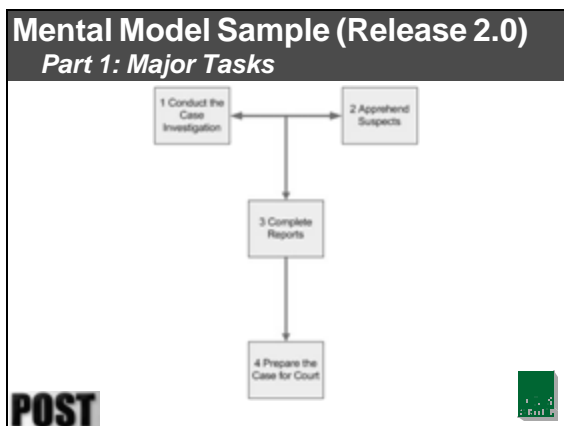 Mental Model Sample (Release 2.0)
Part 1: Major Tasks
1 Conduct the
Case
Investigation
2 Apprehend
Suspects
3 Complete
Reports
4 Prepare the
Case for Court
POST